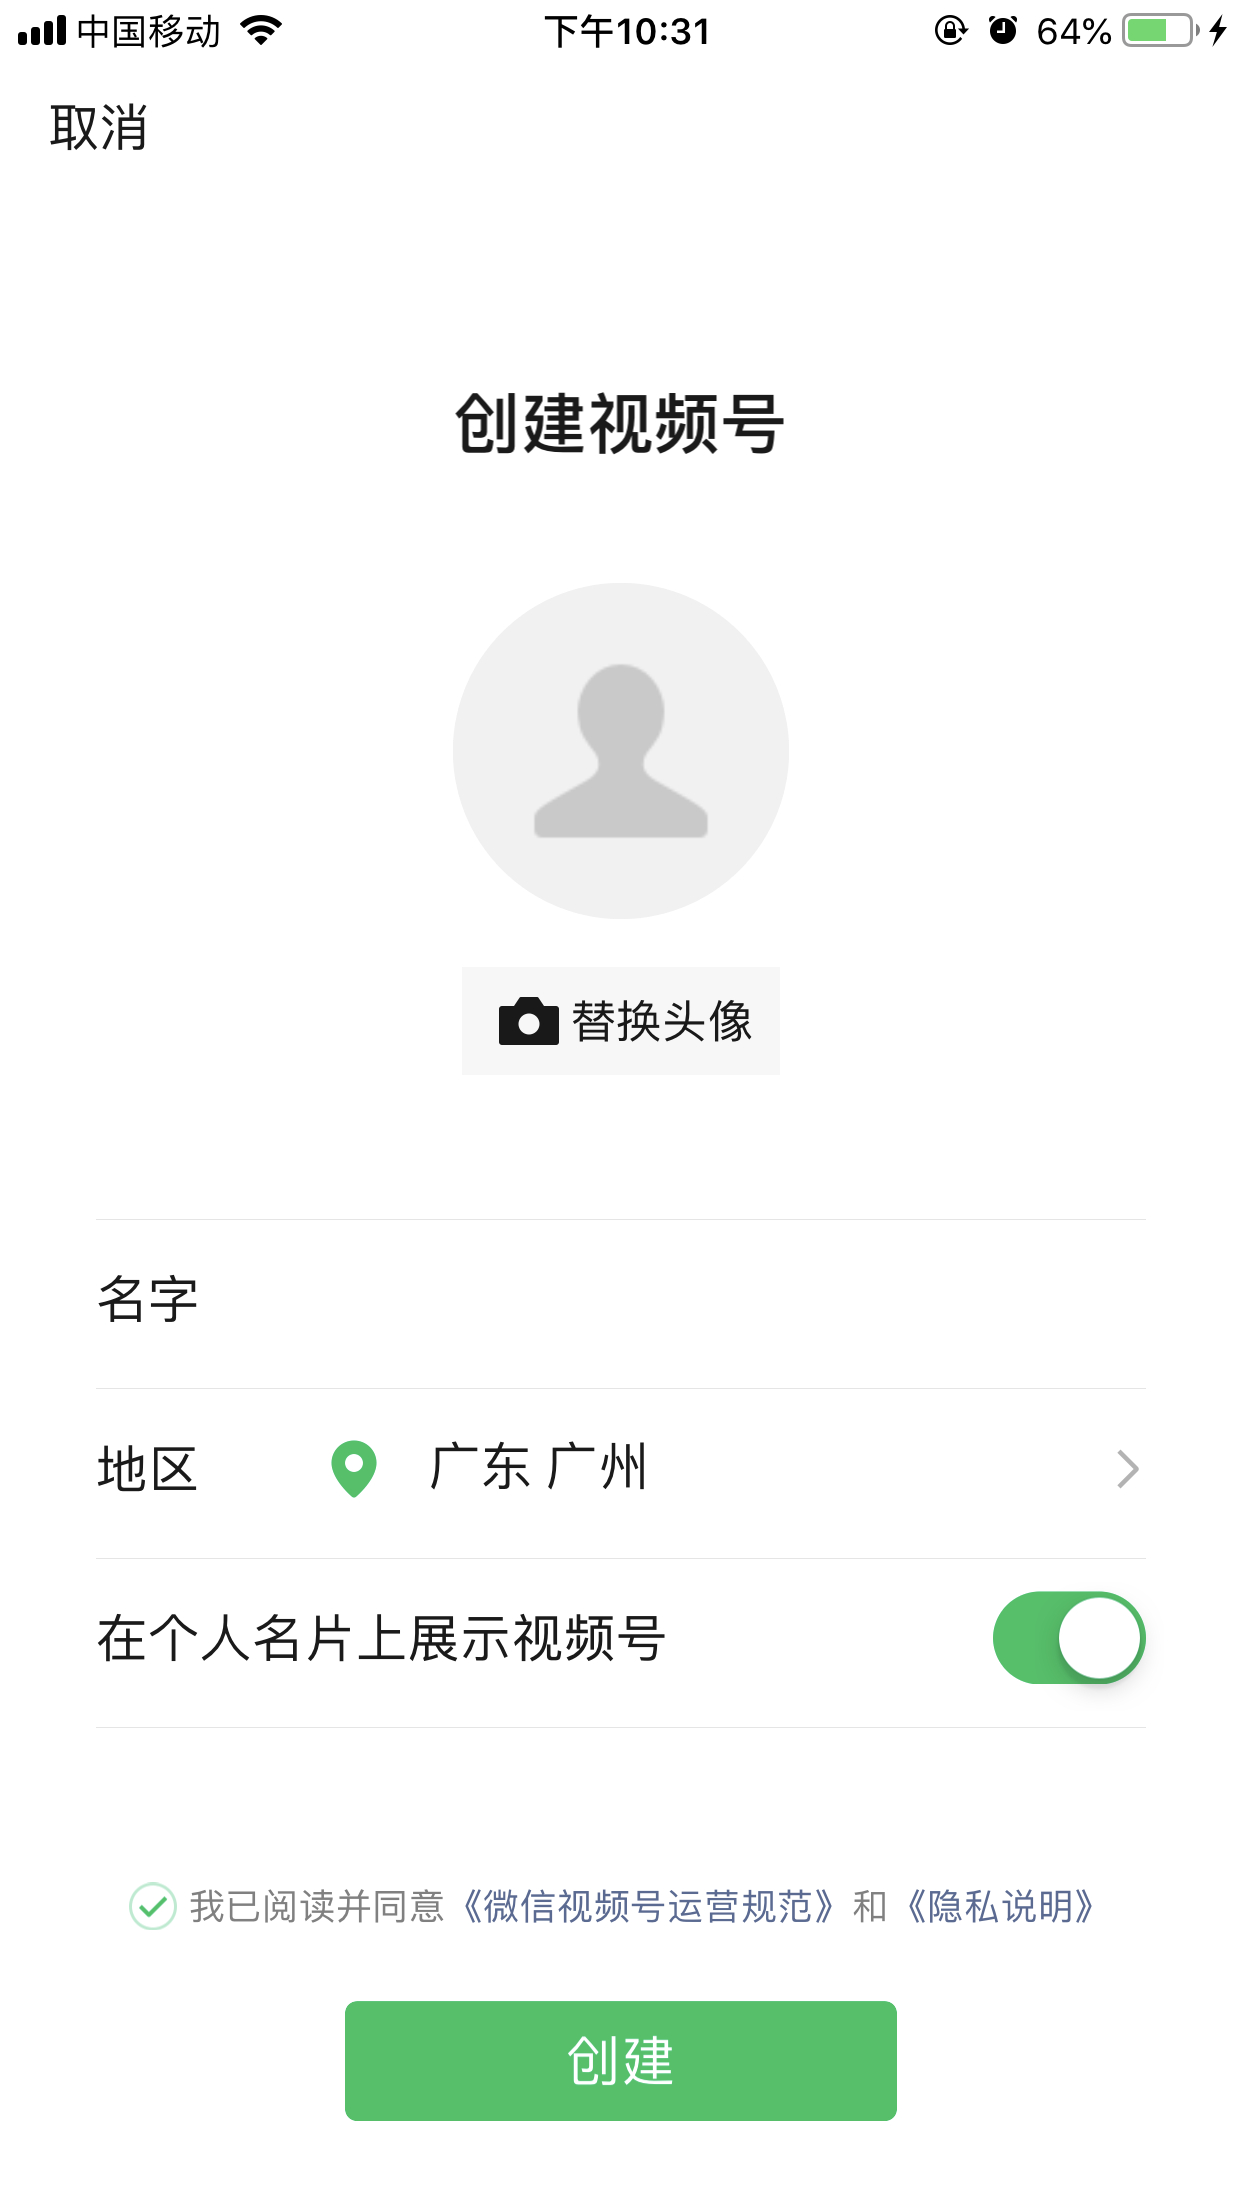 中国移动 下午10:31 64%
取消
创建视频号
替换头像
名字
地区 广东 广州
在个人名片上展示视频号
我已阅读并同意《微信视频号运营规范》和《隐私说明》
创建